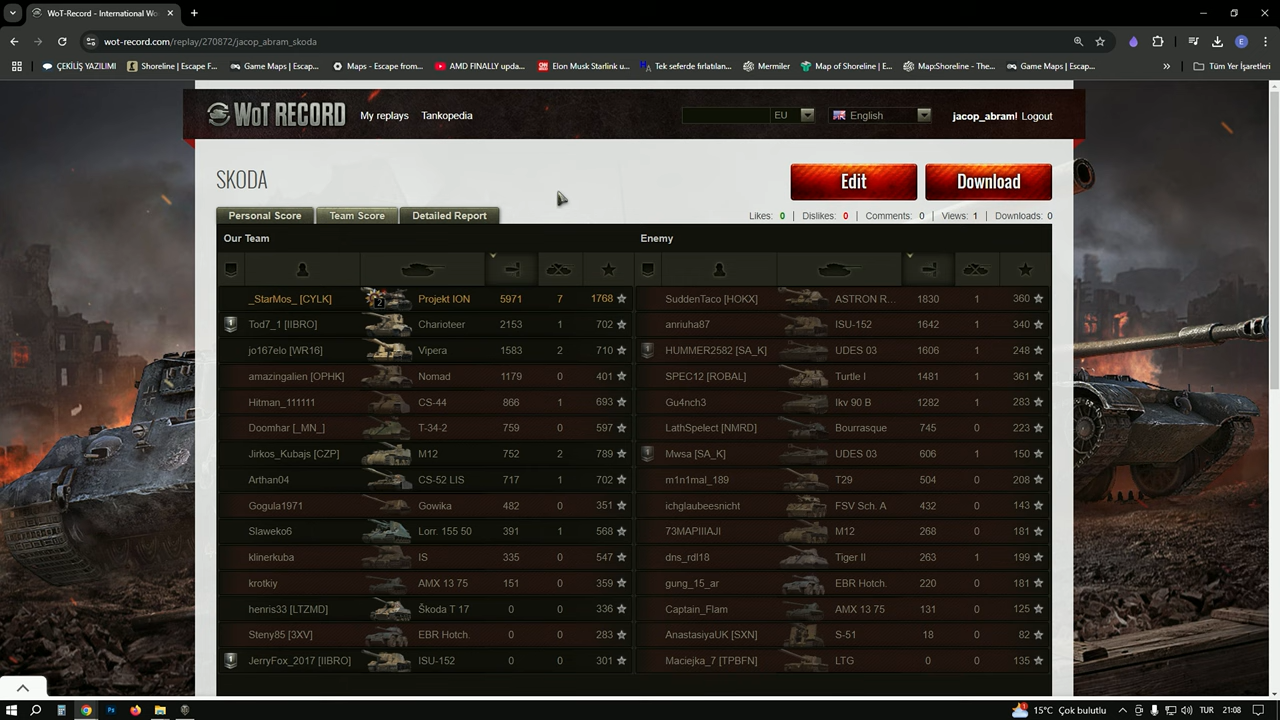 WoT-Record - International Wo
wot-record.com/replay/270872/jacop_abram_skoda
ÇEKİLİŞ YAZILIMI
Shoreline | Escape F...
Game Maps | Escap...
Maps - Escape from...
AMD FINALLY upda...
Elon Musk Starlink u...
Tek seferde fırlatılan...
Mermiler
Map of Shoreline | E...
Map:Shoreline - The...
Game Maps | Escap...
Tüm Yer İşaretleri
WoT RECORD
My replays
Tankopedia
EU
English
jacop_abram! Logout
SKODA
Edit
Download
Personal Score
Team Score
Detailed Report
Likes: 0 | Dislikes: 0 | Comments: 0 | Views: 1 | Downloads: 0
Our Team
Enemy
_StarMos_ [CYLK] 2 Projekt ION 5971 7 1768
SuddenTaco [HOKX] ASTRON R... 1830 1 360
1 Tod7_1 [IIBRO] Charioteer 2153 1 702
anriuha87 ISU-152 1642 1 340
jo167elo [WR16] Vipera 1583 2 710
1 HUMMER2582 [SA_K] UDES 03 1606 1 248
amazingalien [OPHK] Nomad 1179 0 401
SPEC12 [ROBAL] Turtle I 1481 1 361
Hitman_111111 CS-44 866 1 693
Gu4nch3 Ikv 90 B 1282 1 283
Doomhar [_MN_] T-34-2 759 0 597
LathSpelect [NMRD] Bourrasque 745 0 223
Jirkos_Kubajs [CZP] M12 752 2 789
1 Mwsa [SA_K] UDES 03 606 1 150
Arthan04 CS-52 LIS 717 1 702
m1n1mal_189 T29 504 0 208
Gogula1971 Gowika 482 0 351
ichglaubeesnicht FSV Sch. A 432 0 143
Slaweko6 Lorr. 155 50 391 1 568
73MAPIIIAJI M12 268 0 181
klinerkuba IS 335 0 547
dns_rdl18 Tiger II 263 1 199
krotkiy AMX 13 75 151 0 359
gung_15_ar EBR Hotch. 220 0 181
henris33 [LTZMD] Škoda T 17 0 0 336
Captain_Flam AMX 13 75 131 0 125
Steny85 [3XV] EBR Hotch. 0 0 283
AnastasiyaUK [SXN] S-51 18 0 82
1 JerryFox_2017 [IIBRO] ISU-152 0 0 301
Maciejka_7 [TPBFN] LTG 0 0 135
15°C Çok bulutlu
TUR
21:08